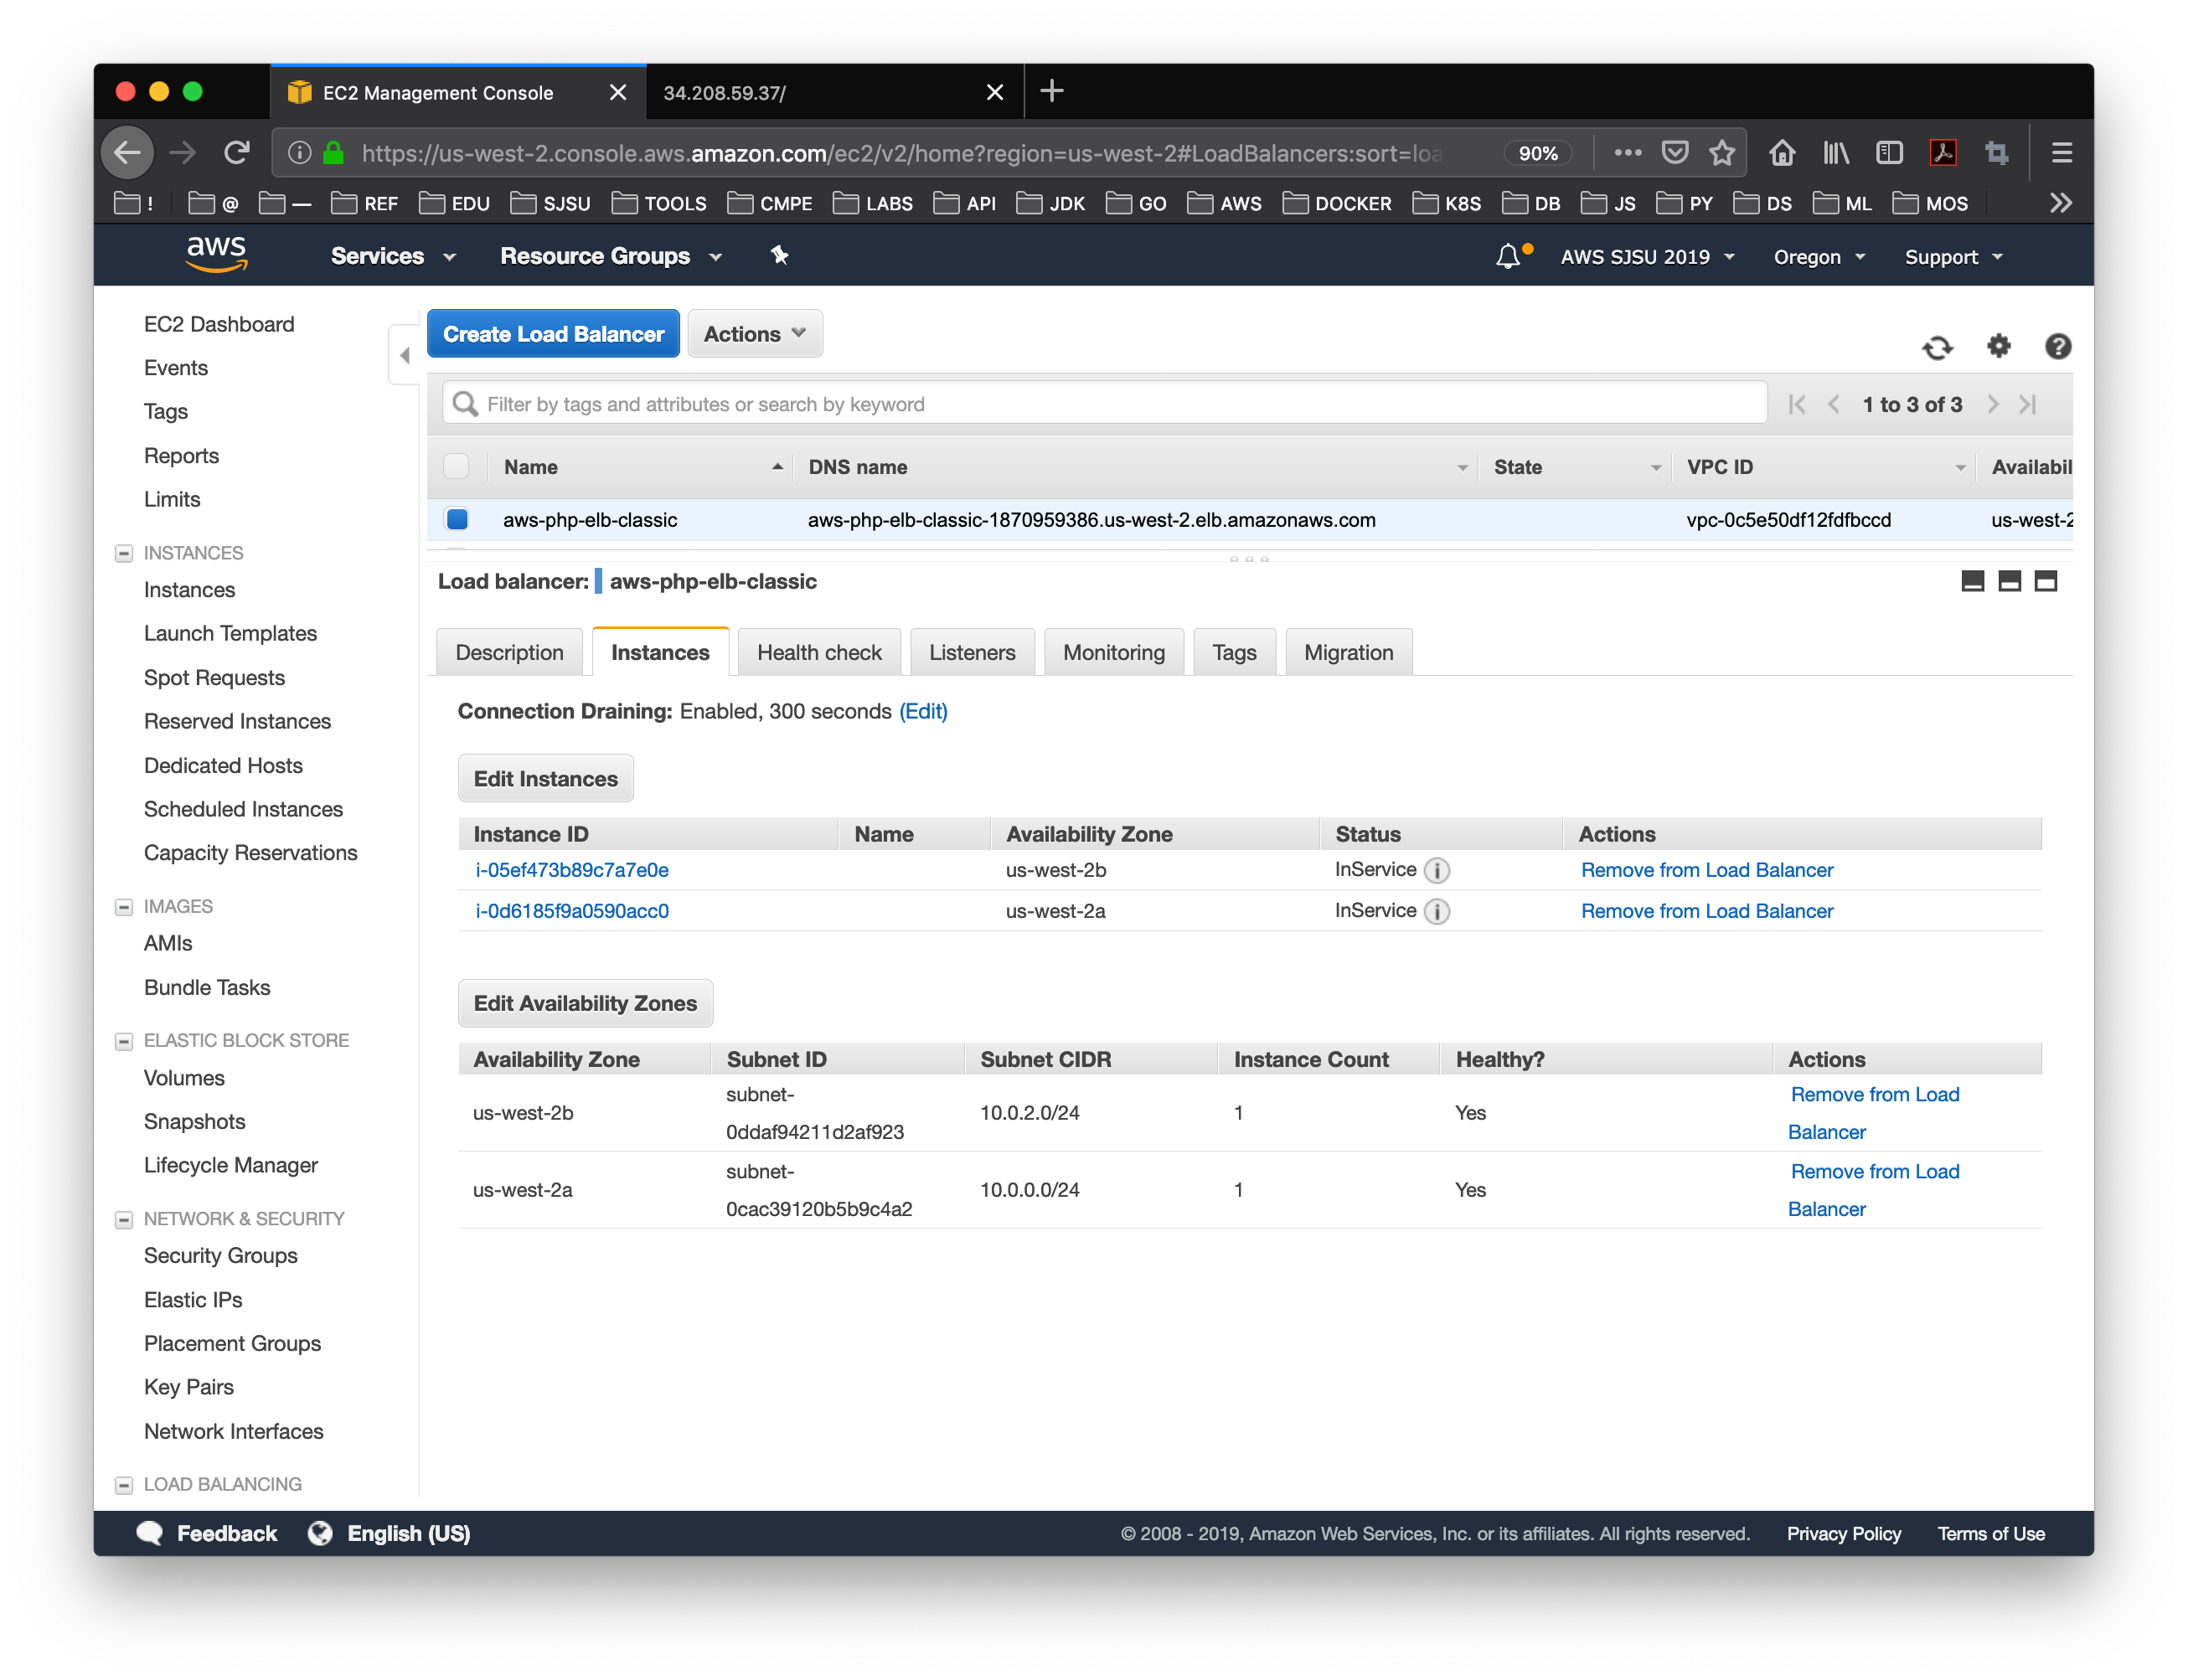 EC2 Management Console
34.208.59.37/
https://us-west-2.console.aws.amazon.com/ec2/v2/home?region=us-west-2#LoadBalancers:sort=loa
90%
! @ — REF EDU SJSU TOOLS CMPE LABS API JDK GO AWS DOCKER K8S DB JS PY DS ML MOS
aws Services Resource Groups AWS SJSU 2019 Oregon Support
EC2 Dashboard
Events
Tags
Reports
Limits
INSTANCES
Instances
Launch Templates
Spot Requests
Reserved Instances
Dedicated Hosts
Scheduled Instances
Capacity Reservations
IMAGES
AMIs
Bundle Tasks
ELASTIC BLOCK STORE
Volumes
Snapshots
Lifecycle Manager
NETWORK & SECURITY
Security Groups
Elastic IPs
Placement Groups
Key Pairs
Network Interfaces
LOAD BALANCING
Create Load Balancer Actions
Filter by tags and attributes or search by keyword 1 to 3 of 3
Name DNS name State VPC ID Availabil
aws-php-elb-classic aws-php-elb-classic-1870959386.us-west-2.elb.amazonaws.com vpc-0c5e50df12fdfbccd us-west-2
Load balancer: aws-php-elb-classic
Description Instances Health check Listeners Monitoring Tags Migration
Connection Draining: Enabled, 300 seconds (Edit)
Edit Instances
Instance ID Name Availability Zone Status Actions
i-05ef473b89c7a7e0e us-west-2b InService Remove from Load Balancer
i-0d6185f9a0590acc0 us-west-2a InService Remove from Load Balancer
Edit Availability Zones
Availability Zone Subnet ID Subnet CIDR Instance Count Healthy? Actions
us-west-2b subnet-0ddaf94211d2af923 10.0.2.0/24 1 Yes Remove from Load Balancer
us-west-2a subnet-0cac39120b5b9c4a2 10.0.0.0/24 1 Yes Remove from Load Balancer
Feedback English (US) © 2008 - 2019, Amazon Web Services, Inc. or its affiliates. All rights reserved. Privacy Policy Terms of Use